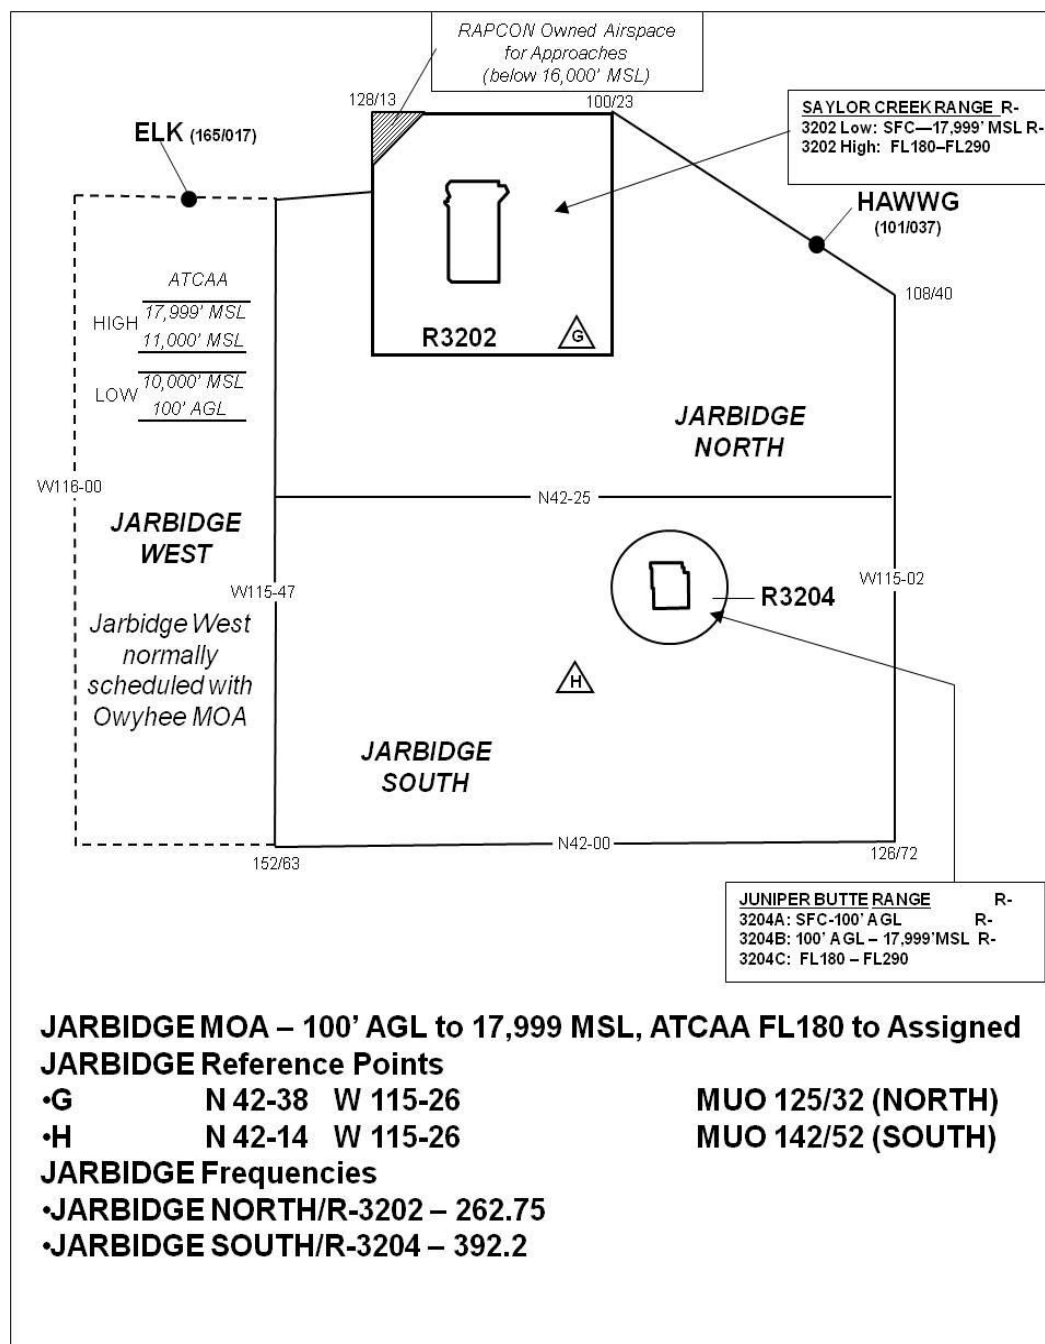 RAPCON Owned Airspace
for Approaches
(below 16,000' MSL)
128/13
100/23
SAYLOR CREEK RANGE R-
3202 Low: SFC—17,999' MSL R-
3202 High: FL180–FL290
ELK (165/017)
HAWWG
(101/037)
108/40
ATCAA
HIGH
17,999' MSL
11,000' MSL
LOW
10,000' MSL
100' AGL
R3202
G
JARBIDGE
NORTH
W116-00
N42-25
JARBIDGE
WEST
W115-47
W115-02
R3204
Jarbidge West
normally
scheduled with
Owyhee MOA
H
JARBIDGE
SOUTH
N42-00
152/63
126/72
JUNIPER BUTTE RANGE R-
3204A: SFC-100' AGL R-
3204B: 100' AGL – 17,999'MSL R-
3204C: FL180 – FL290
JARBIDGE MOA – 100' AGL to 17,999 MSL, ATCAA FL180 to Assigned
JARBIDGE Reference Points
•G N 42-38 W 115-26 MUO 125/32 (NORTH)
•H N 42-14 W 115-26 MUO 142/52 (SOUTH)
JARBIDGE Frequencies
•JARBIDGE NORTH/R-3202 – 262.75
•JARBIDGE SOUTH/R-3204 – 392.2